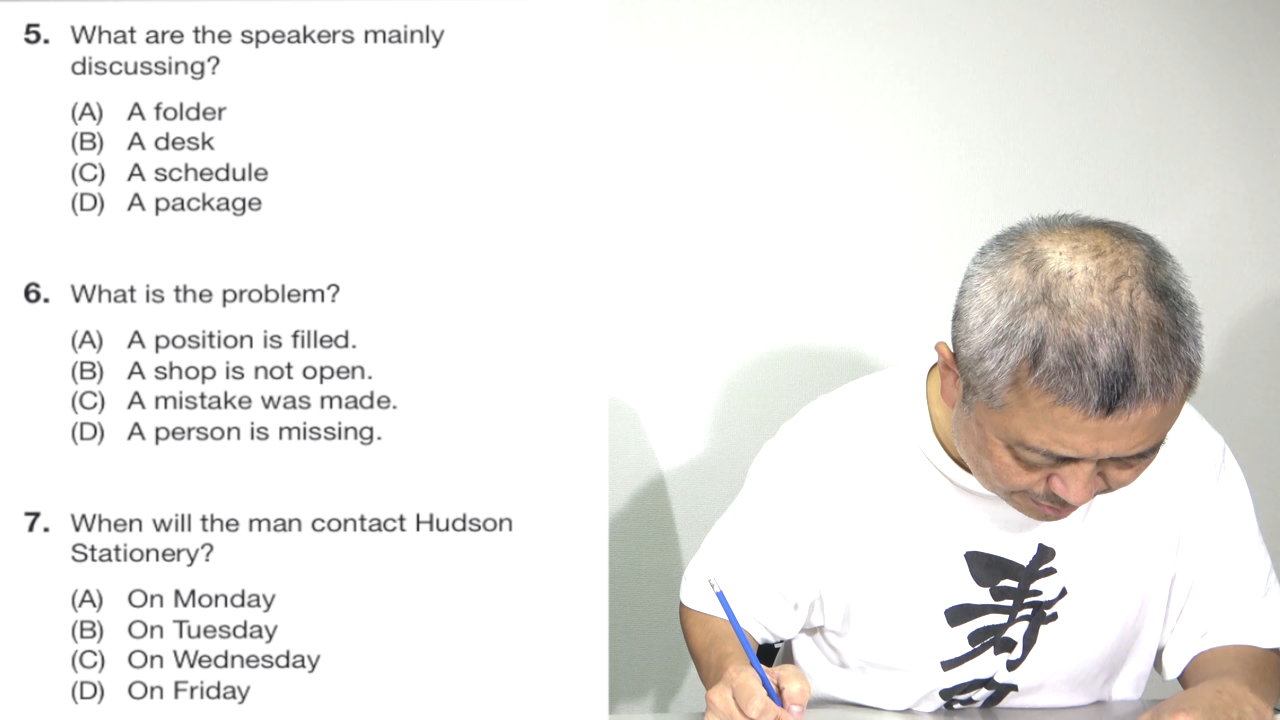 5. What are the speakers mainly
discussing?
(A) A folder
(B) A desk
(C) A schedule
(D) A package
6. What is the problem?
(A) A position is filled.
(B) A shop is not open.
(C) A mistake was made.
(D) A person is missing.
7. When will the man contact Hudson
Stationery?
(A) On Monday
(B) On Tuesday
(C) On Wednesday
(D) On Friday
寿